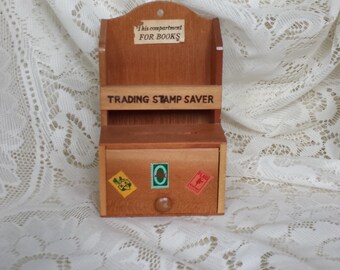 This compartment
FOR BOOKS
TRADING STAMP SAVER